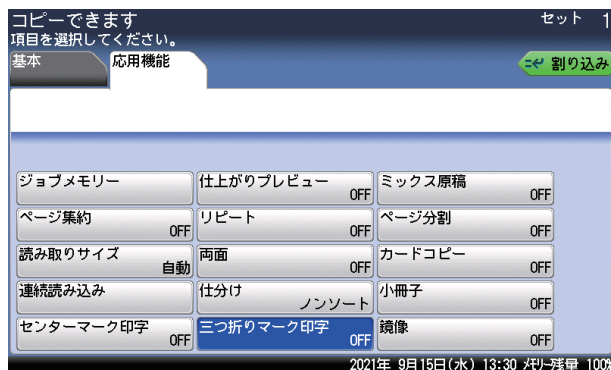 コピーできます
セット 1
項目を選択してください。
基本
応用機能
割り込み
ジョブメモリー
仕上がりプレビュー OFF
ミックス原稿 OFF
ページ集約 OFF
リピート OFF
ページ分割 OFF
読み取りサイズ 自動
両面 OFF
カードコピー OFF
連続読み込み
仕分け ノンソート
小冊子 OFF
センターマーク印字 OFF
三つ折りマーク印字 OFF
鏡像 OFF
2021年 9月15日(水) 13:30 メモリー残量 100%